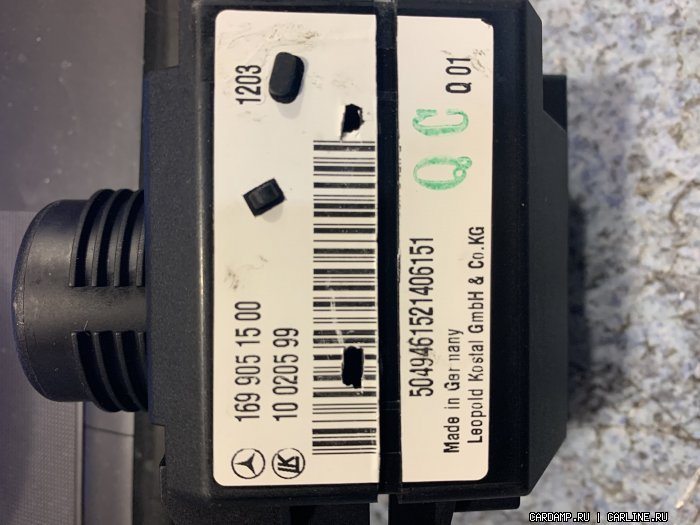 169 905 15 00
1203
10 0205 99
5049461521406151
QC
Made in Germany
Q 01
Leopold Kostal GmbH & Co.KG
CARDAMP.RU | CARLINE.RU